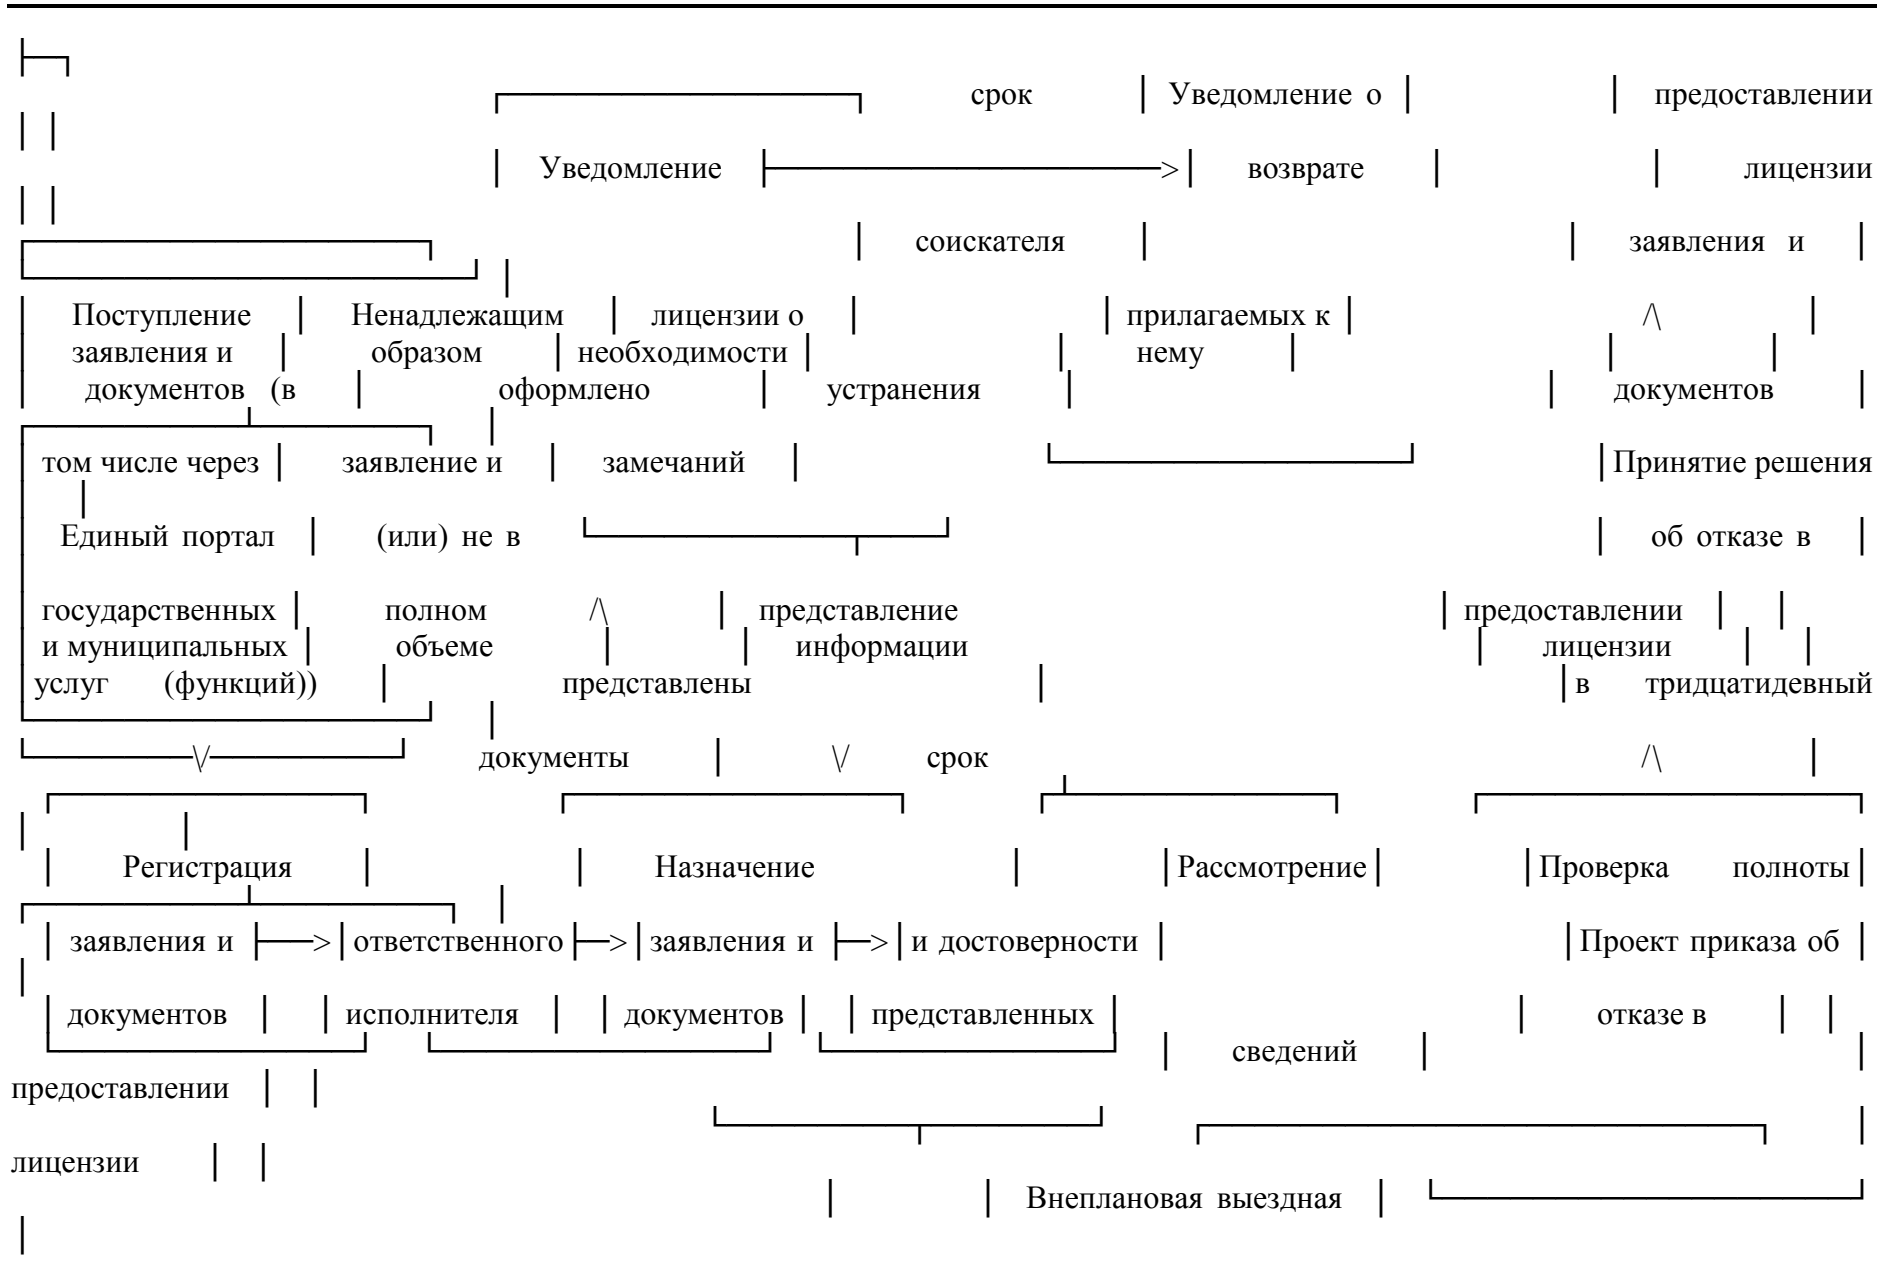 срок Уведомление о предоставлении
Уведомление > возврате лицензии
соискателя заявления и
Поступление Ненадлежащим лицензии о прилагаемых к /\
заявления и образом необходимости нему
документов (в оформлено устранения документов
том числе через заявление и замечаний Принятие решения
Единый портал (или) не в об отказе в
государственных полном /\ представление предоставлении
и муниципальных объеме информации лицензии
услуг (функций)) представлены в тридцатидевный
\/ документы \/ срок /\
Регистрация Назначение Рассмотрение Проверка полноты
заявления и > ответственного > заявления и > и достоверности Проект приказа об
документов исполнителя документов представленных отказе в
сведений
предоставлении
лицензии
Внеплановая выездная